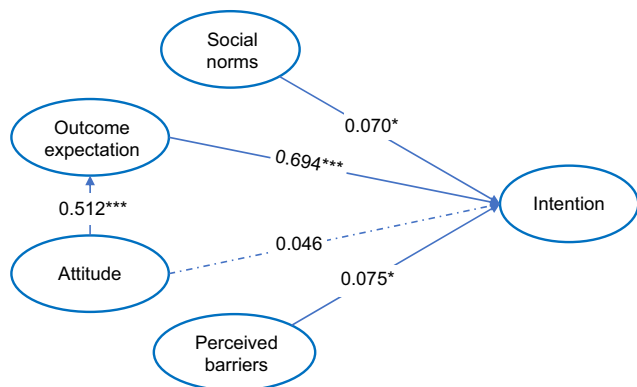 Social
norms
0.070*
Outcome
expectation
0.694***
0.512***
Intention
0.046
Attitude
0.075*
Perceived
barriers